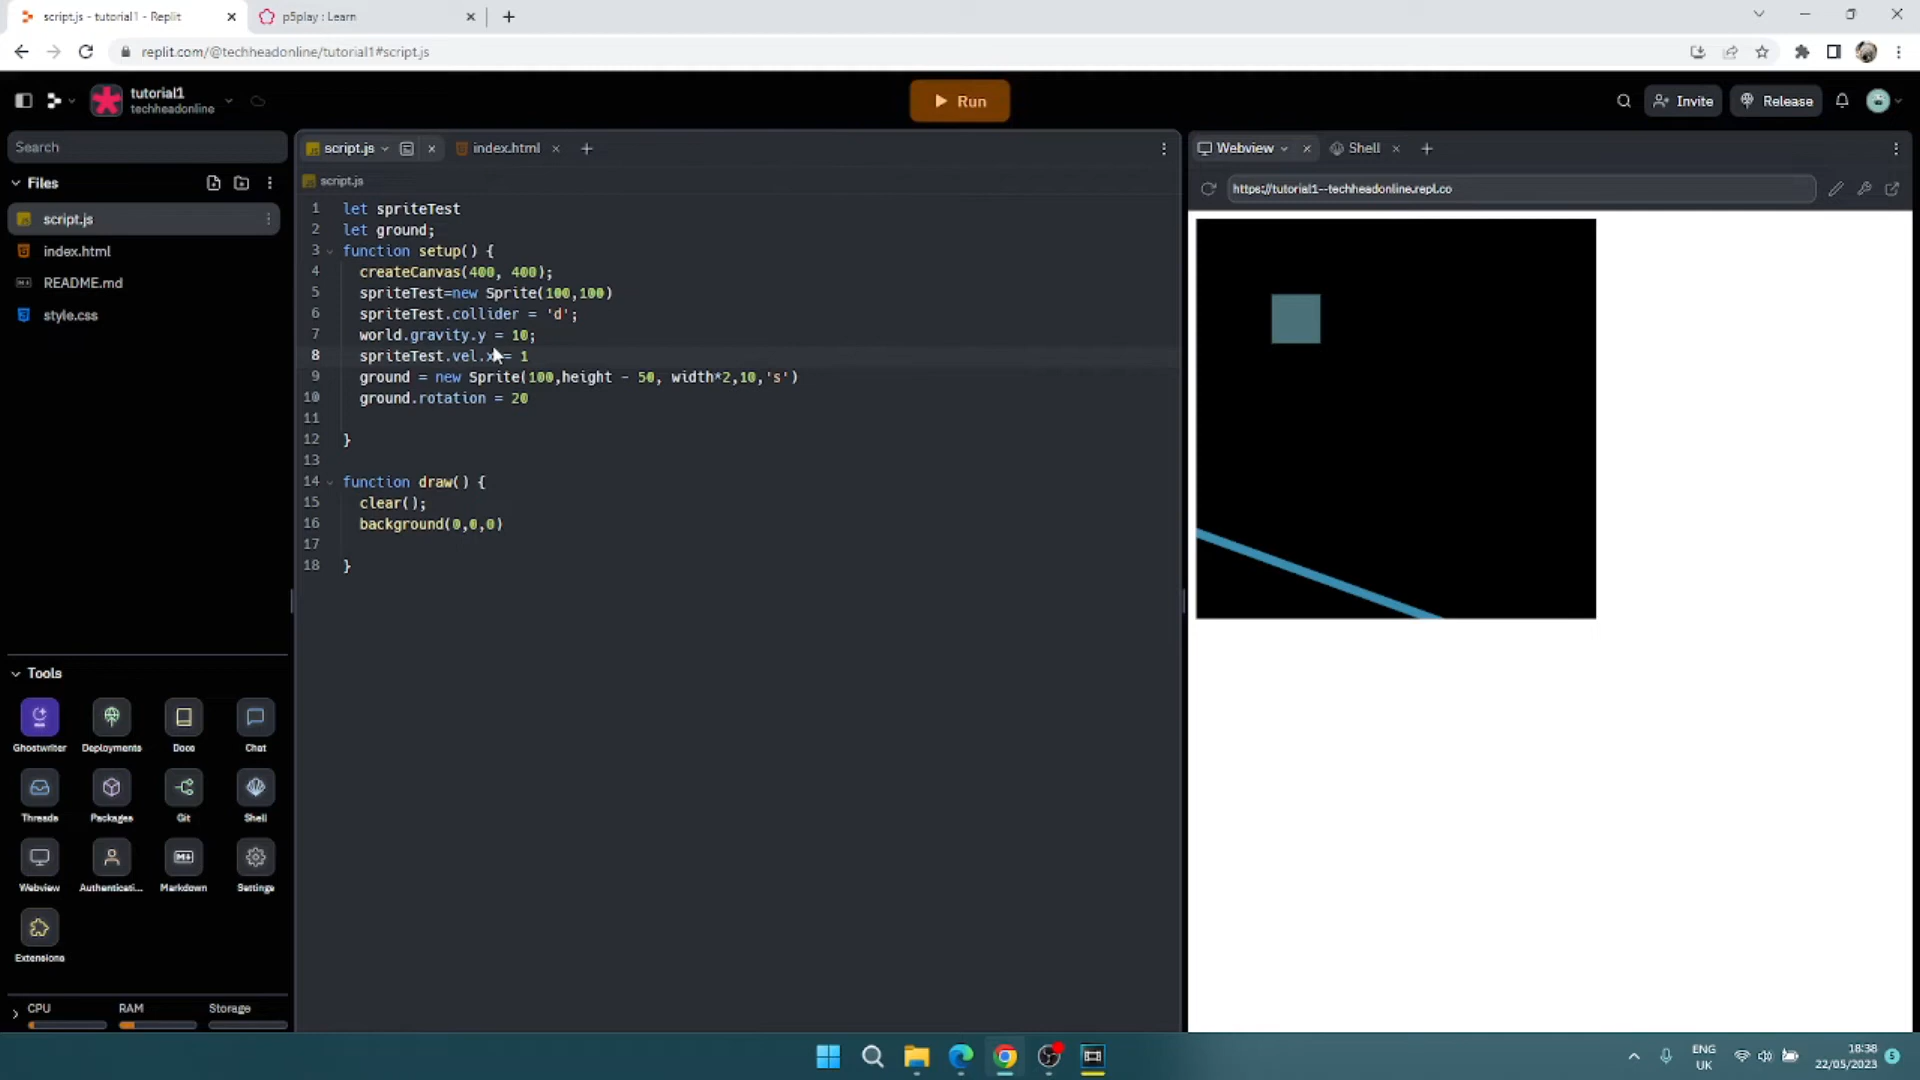 script.js - tutorial1 - Replit
p5play : Learn
replit.com/@techheadonline/tutorial1#script.js
tutorial1
techheadonline
Run
Invite
Release
Search
Files
script.js
index.html
README.md
style.css
script.js
index.html
script.js
1 let spriteTest
2 let ground;
3 function setup() {
4 createCanvas(400, 400);
5 spriteTest=new Sprite(100,100)
6 spriteTest.collider = 'd';
7 world.gravity.y = 10;
8 spriteTest.vel.x = 1
9 ground = new Sprite(100,height - 50, width*2,10,'s')
10 ground.rotation = 20
11
12 }
13
14 function draw() {
15 clear();
16 background(0,0,0)
17
18 }
Webview
Shell
https://tutorial1--techheadonline.repl.co
Tools
Ghostwriter
Deployments
Docs
Chat
Threads
Packages
Git
Shell
Webview
Authenticati...
Markdown
Settings
Extensions
CPU
RAM
Storage
ENG
UK
18:38
22/05/2023
5